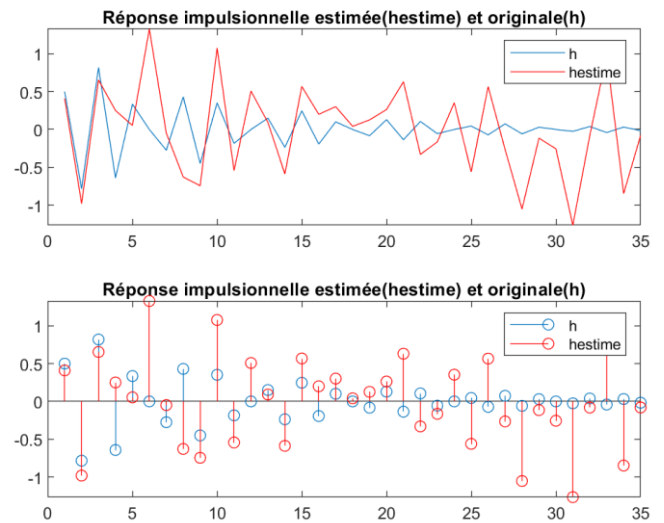 Réponse impulsionnelle estimée(hestime) et originale(h)
h
hestime
1
0.5
0
-0.5
-1
0 5 10 15 20 25 30 35
Réponse impulsionnelle estimée(hestime) et originale(h)
h
hestime
1
0.5
0
-0.5
-1
0 5 10 15 20 25 30 35